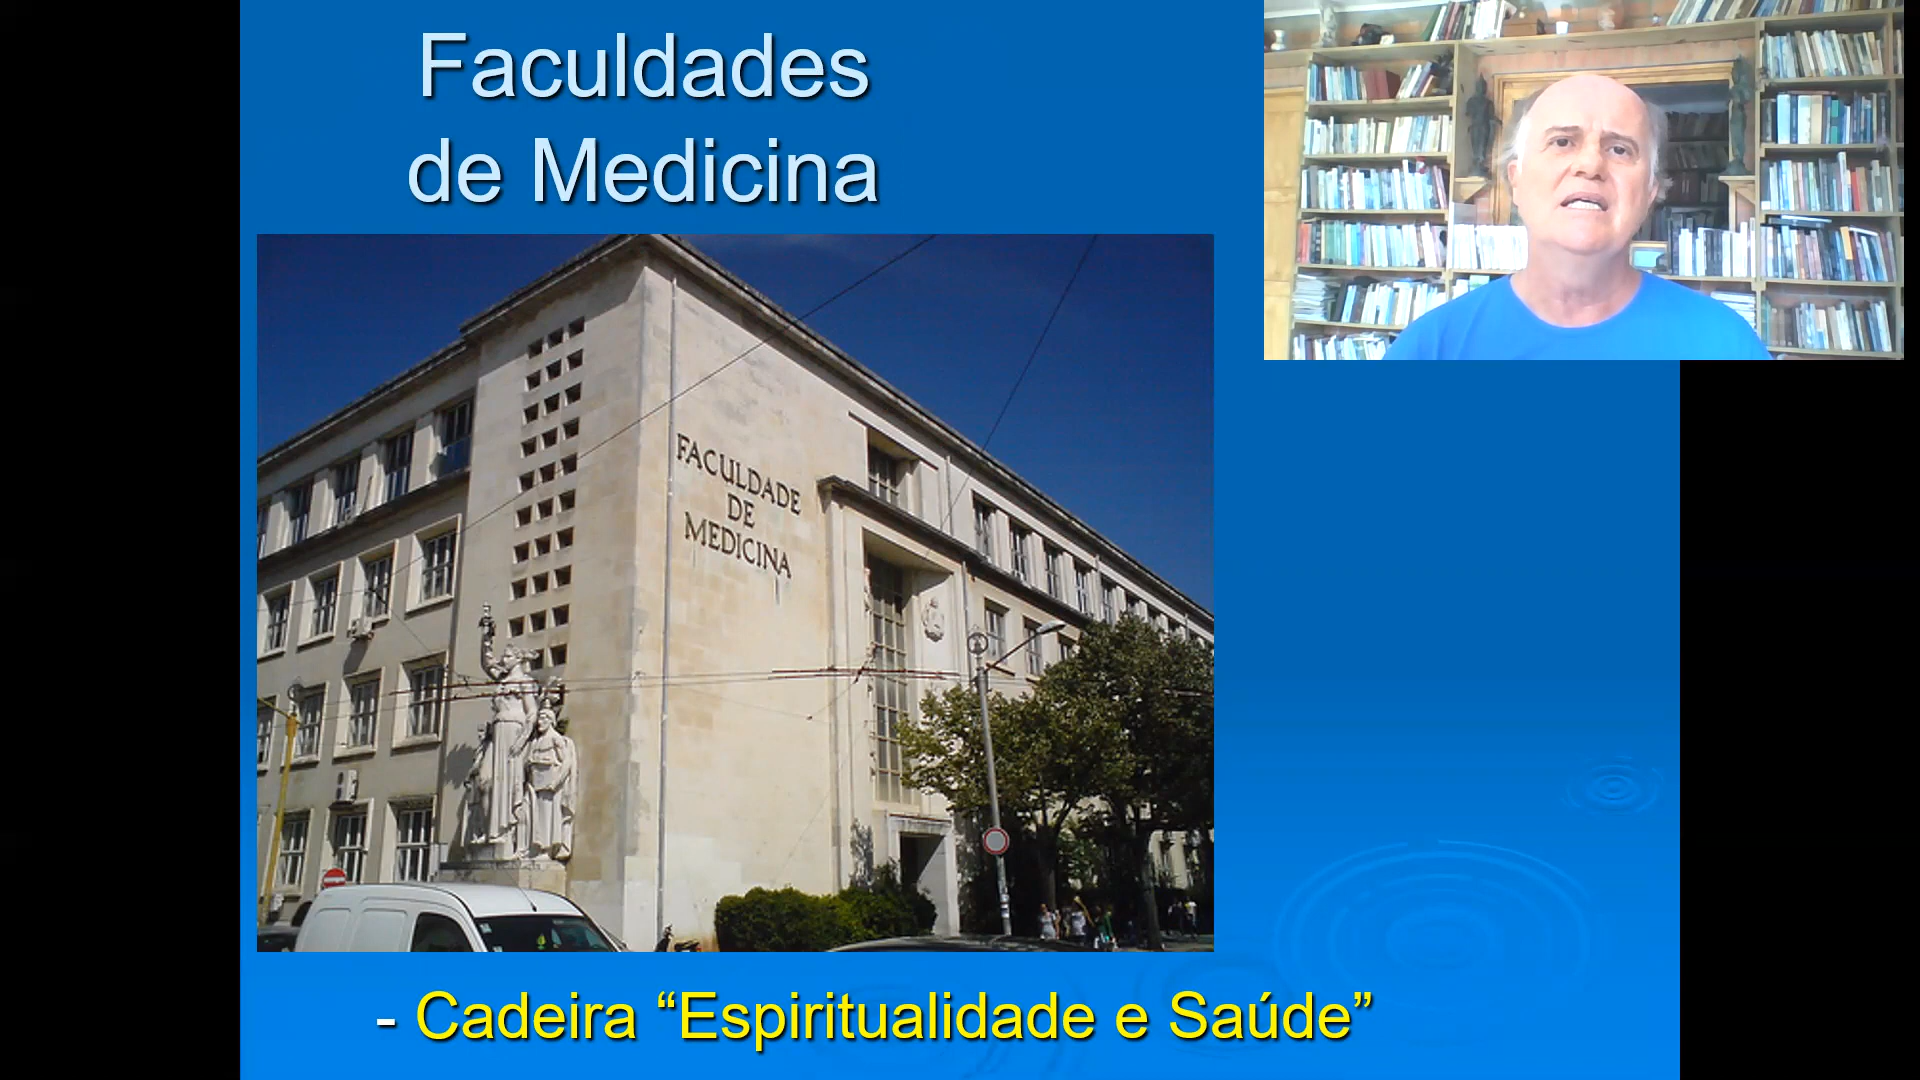 Faculdades
de Medicina
FACULDADE
DE
MEDICINA
- Cadeira “Espiritualidade e Saúde”